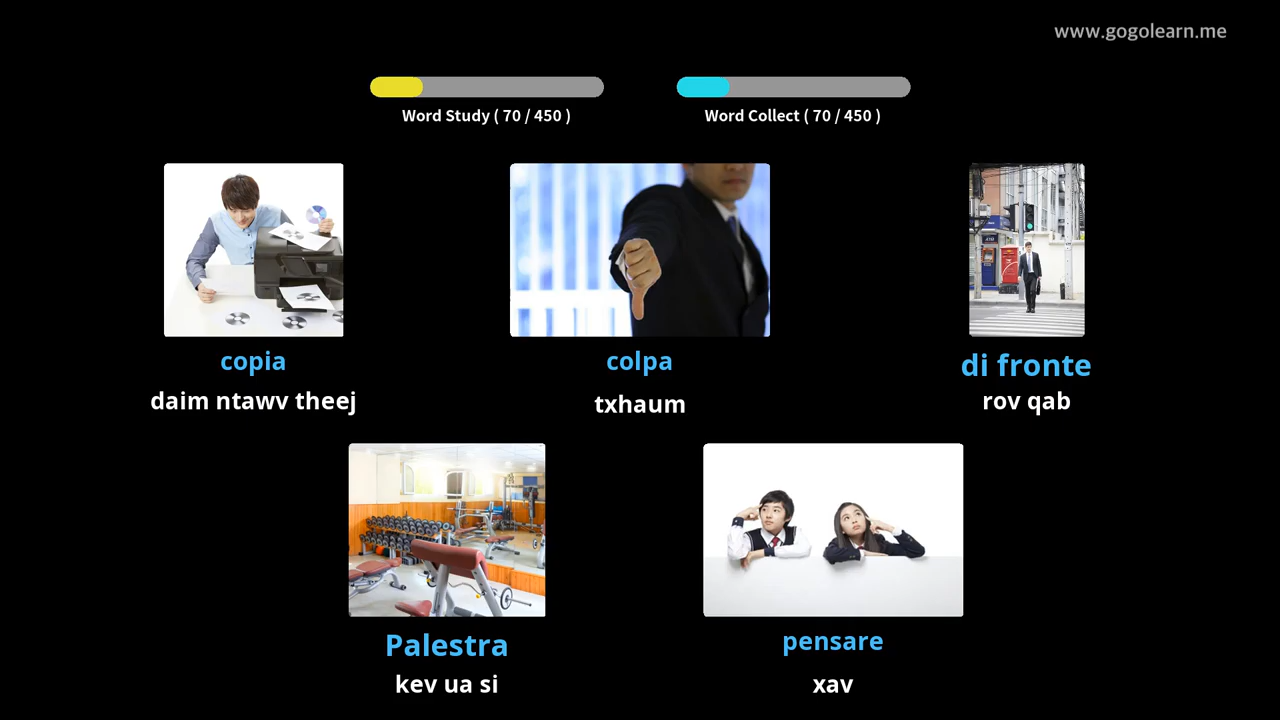 www.gogolearn.me
Word Study ( 70 / 450 )
Word Collect ( 70 / 450 )
copia
daim ntawv theej
colpa
txhaum
di fronte
rov qab
Palestra
kev ua si
pensare
xav